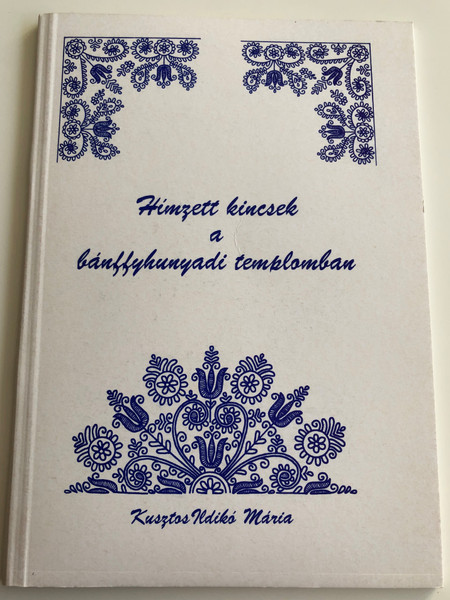 Hímzett kincsek
a
bánffyhunyadi templomban
Kusztos Ildikó Mária